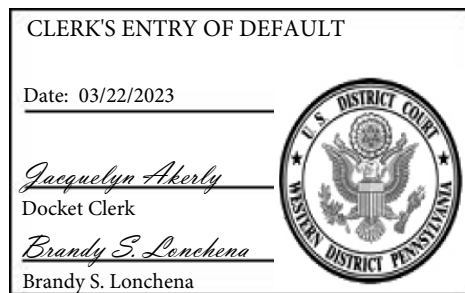 CLERK'S ENTRY OF DEFAULT
Date: 03/22/2023
Jacquelyn Akerly
Docket Clerk
Brandy S. Lonchena
Brandy S. Lonchena
U. S. DISTRICT COURT
WESTERN DISTRICT PENNSYLVANIA